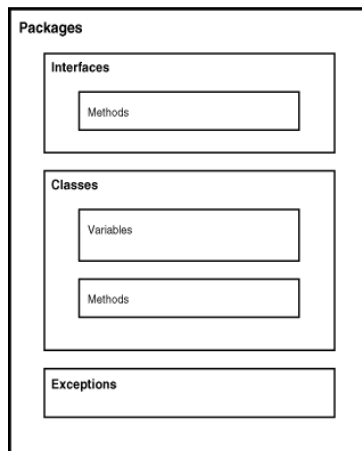 Packages
Interfaces
Methods
Classes
Variables
Methods
Exceptions